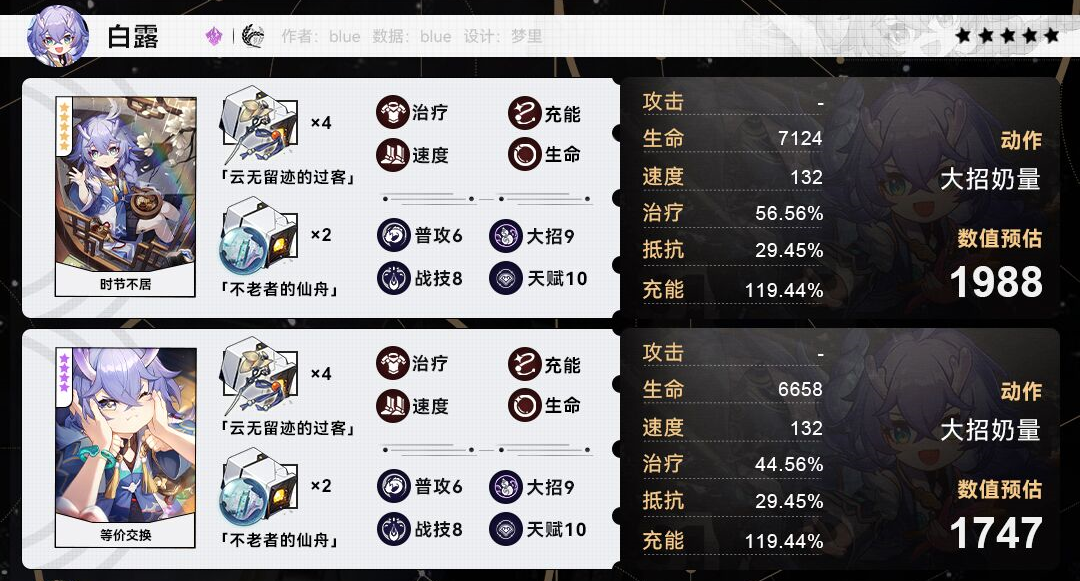 白露 作者：blue 数据：blue 设计：梦里
×4
「云无留迹的过客」
×2
「不老者的仙舟」
时节不居
治疗 充能
速度 生命
普攻6 大招9
战技8 天赋10
攻击 -
生命 7124
速度 132
治疗 56.56%
抵抗 29.45%
充能 119.44%
动作
大招奶量
数值预估
1988
×4
「云无留迹的过客」
×2
「不老者的仙舟」
等价交换
治疗 充能
速度 生命
普攻6 大招9
战技8 天赋10
攻击 -
生命 6658
速度 132
治疗 44.56%
抵抗 29.45%
充能 119.44%
动作
大招奶量
数值预估
1747